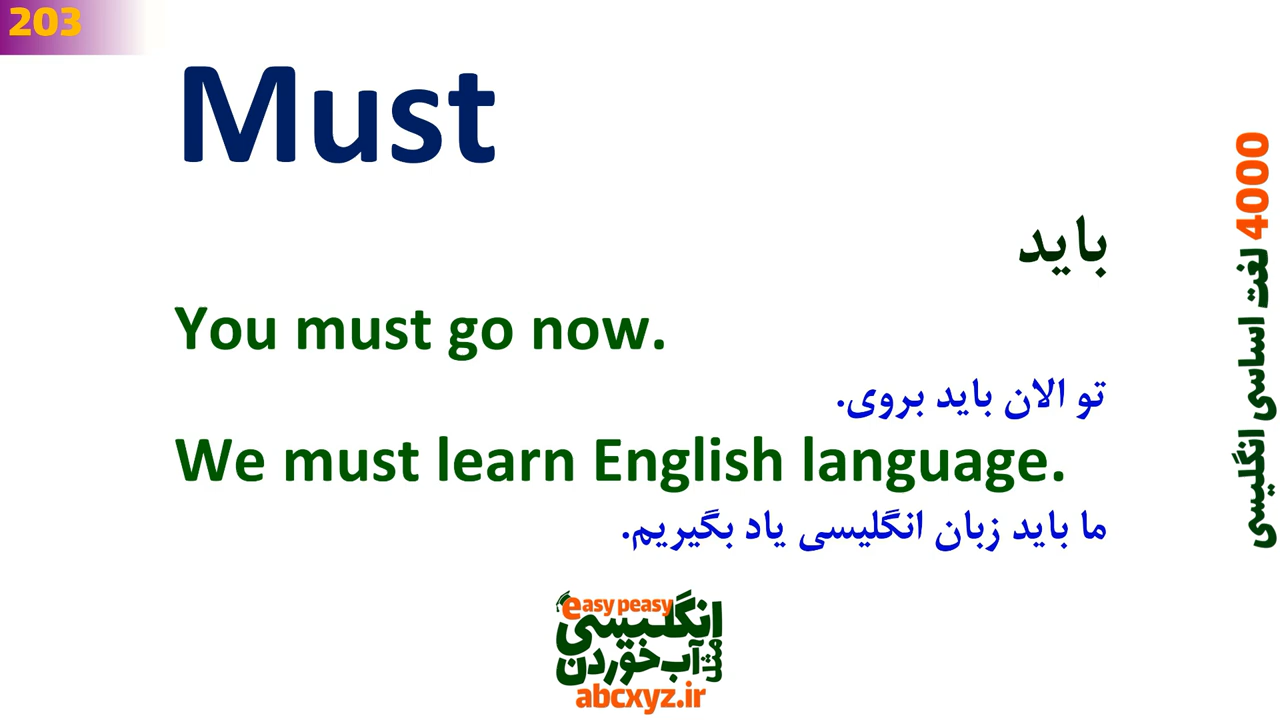 203
Must
باید
You must go now.
تو الان باید بروی.
We must learn English language.
ما باید زبان انگلیسی یاد بگیریم.
4000 لغت اساسی انگلیسی
easy peasy
انگلیسی
مثل آب خوردن
abcxyz.ir